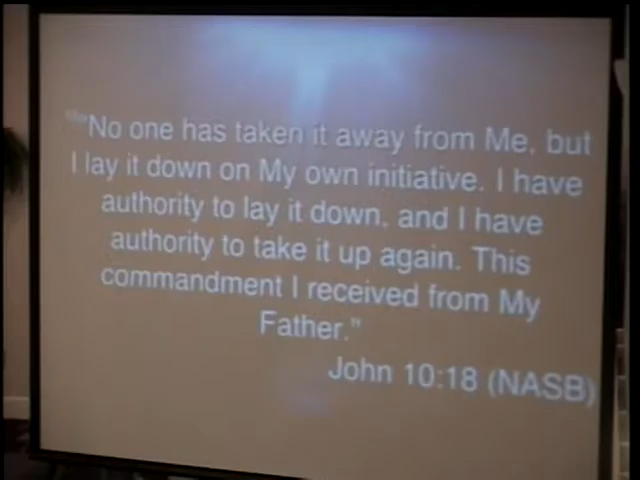 "No one has taken it away from Me, but
I lay it down on My own initiative. I have
authority to lay it down, and I have
authority to take it up again. This
commandment I received from My
Father."
John 10:18 (NASB)